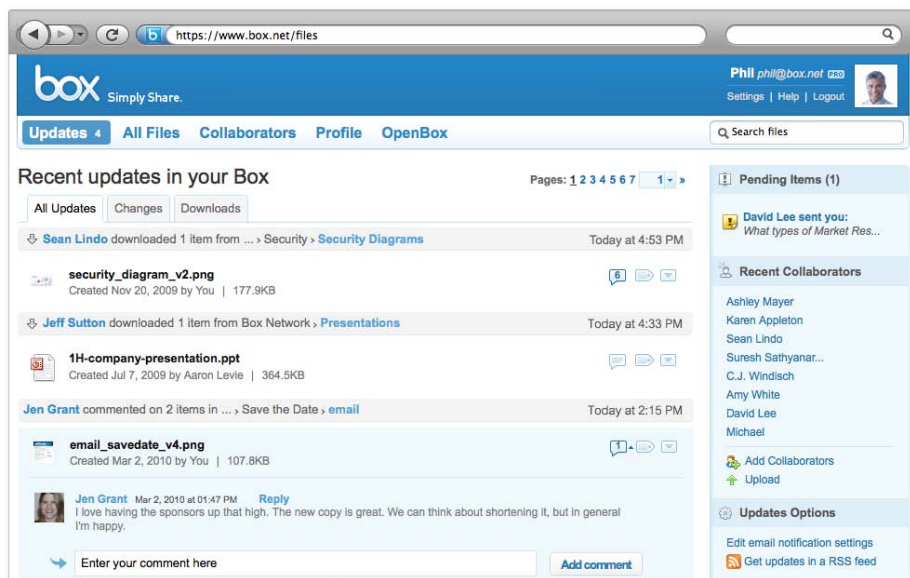 https://www.box.net/files
box Simply Share.
Phil phil@box.net PRO
Settings | Help | Logout
Updates 4 All Files Collaborators Profile OpenBox
Search files
Recent updates in your Box
Pages: 1 2 3 4 5 6 7 1 »
All Updates Changes Downloads
Sean Lindo downloaded 1 item from ... › Security › Security Diagrams Today at 4:53 PM
security_diagram_v2.png
Created Nov 20, 2009 by You | 177.9KB
6
Jeff Sutton downloaded 1 item from Box Network › Presentations Today at 4:33 PM
1H-company-presentation.ppt
Created Jul 7, 2009 by Aaron Levie | 364.5KB
Jen Grant commented on 2 items in ... › Save the Date › email Today at 2:15 PM
email_savedate_v4.png
Created Mar 2, 2010 by You | 107.8KB
1
Jen Grant Mar 2, 2010 at 01:47 PM Reply
I love having the sponsors up that high. The new copy is great. We can think about shortening it, but in general
I'm happy.
Enter your comment here
Add comment
Pending Items (1)
David Lee sent you:
What types of Market Res...
Recent Collaborators
Ashley Mayer
Karen Appleton
Sean Lindo
Suresh Sathyanar...
C.J. Windisch
Amy White
David Lee
Michael
Add Collaborators
Upload
Updates Options
Edit email notification settings
Get updates in a RSS feed